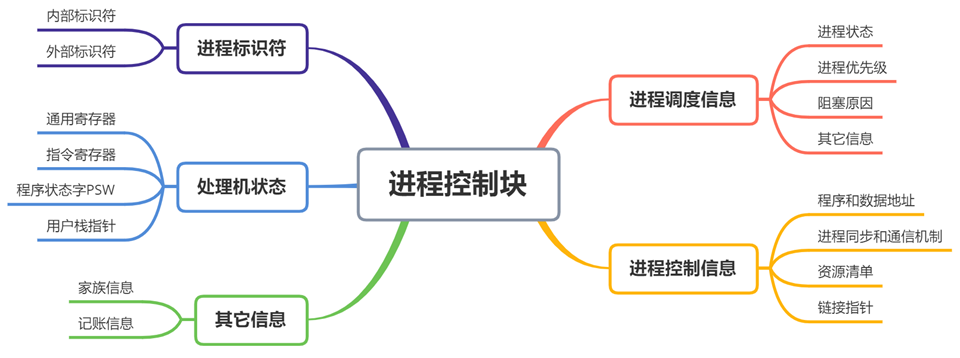 进程控制块
进程标识符
内部标识符
外部标识符
处理机状态
通用寄存器
指令寄存器
程序状态字PSW
用户栈指针
其它信息
家族信息
记账信息
进程调度信息
进程状态
进程优先级
阻塞原因
其它信息
进程控制信息
程序和数据地址
进程同步和通信机制
资源清单
链接指针